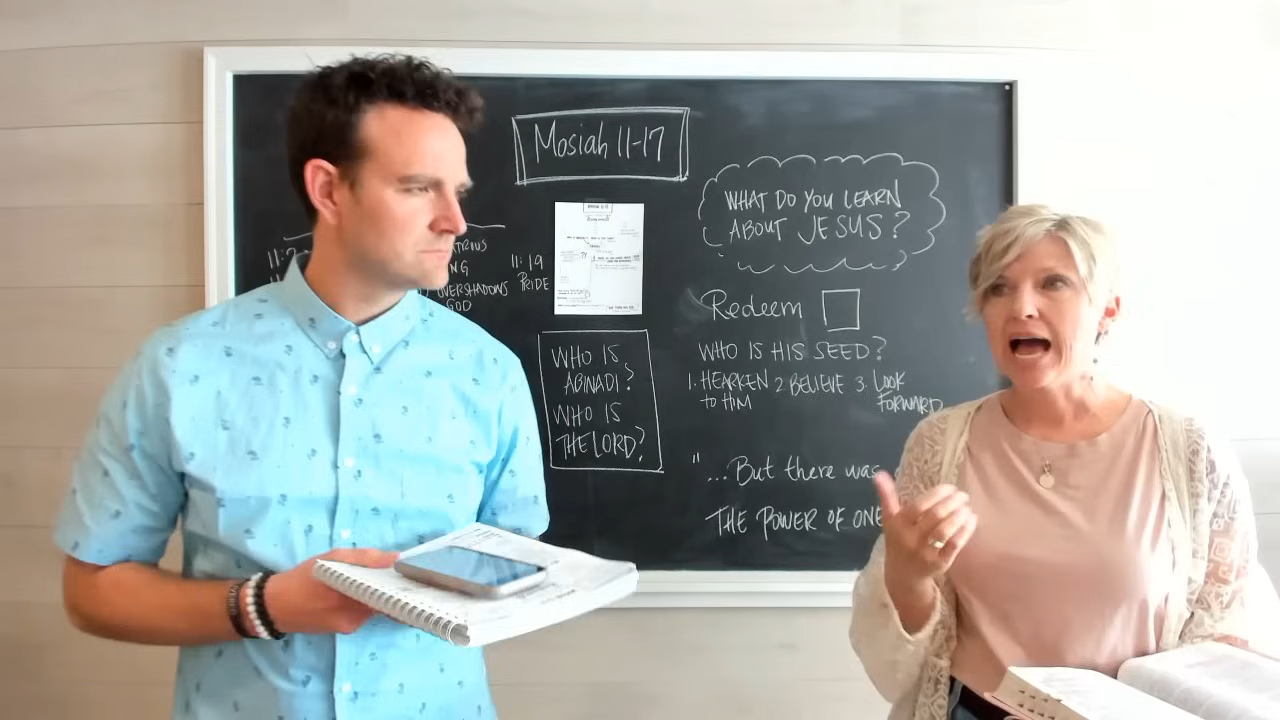 Mosiah 11-17
WHAT DO YOU LEARN
ABOUT JESUS?
11:19
PRIDE
OVERSHADOWS
GOD
Redeem
WHO IS HIS SEED?
1. HEARKEN 2 BELIEVE 3. LOOK
TO HIM FORWARD
WHO IS
ABINADI?
WHO IS
THE LORD?
"...But there was
THE POWER OF ONE